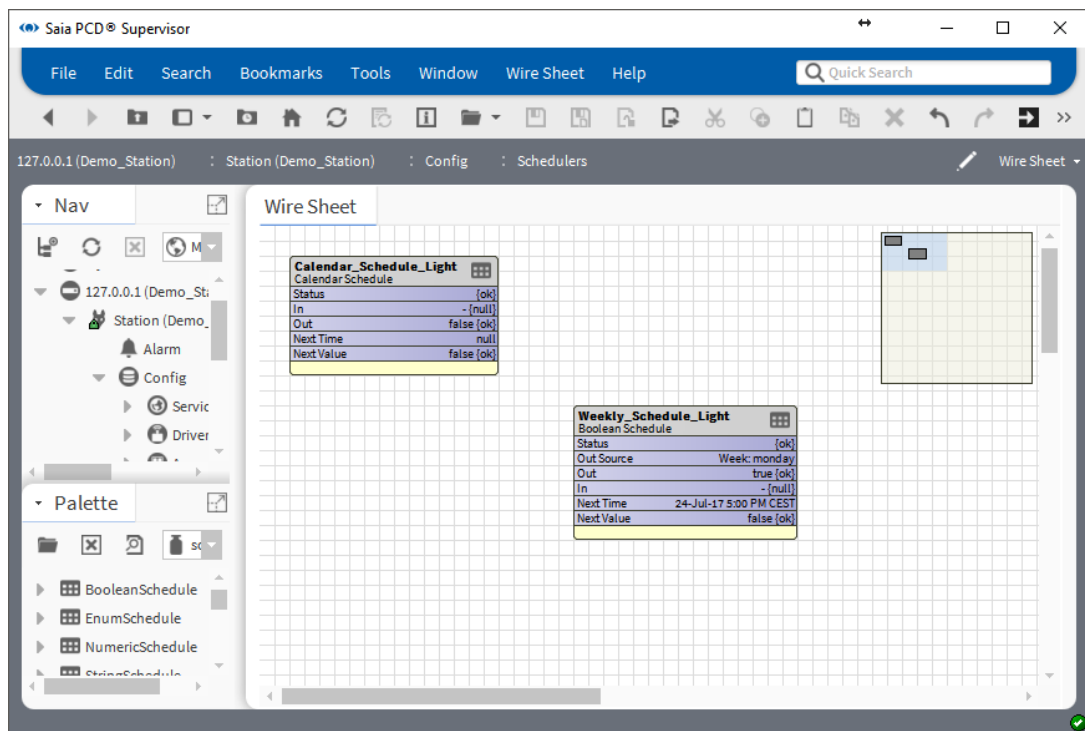 Saia PCD® Supervisor
File Edit Search Bookmarks Tools Window Wire Sheet Help Quick Search
127.0.0.1 (Demo_Station) : Station (Demo_Station) : Config : Schedulers Wire Sheet
Nav
M
127.0.0.1 (Demo_Sta
Station (Demo_
Alarm
Config
Servic
Driver
Palette
sc
BooleanSchedule
EnumSchedule
NumericSchedule
StringSchedule
Wire Sheet
Calendar_Schedule_Light
Calendar Schedule
Status {ok}
In - {null}
Out false {ok}
Next Time null
Next Value false {ok}
Weekly_Schedule_Light
Boolean Schedule
Status {ok}
Out Source Week: monday
Out true {ok}
In - {null}
Next Time 24-Jul-17 5:00 PM CEST
Next Value false {ok}